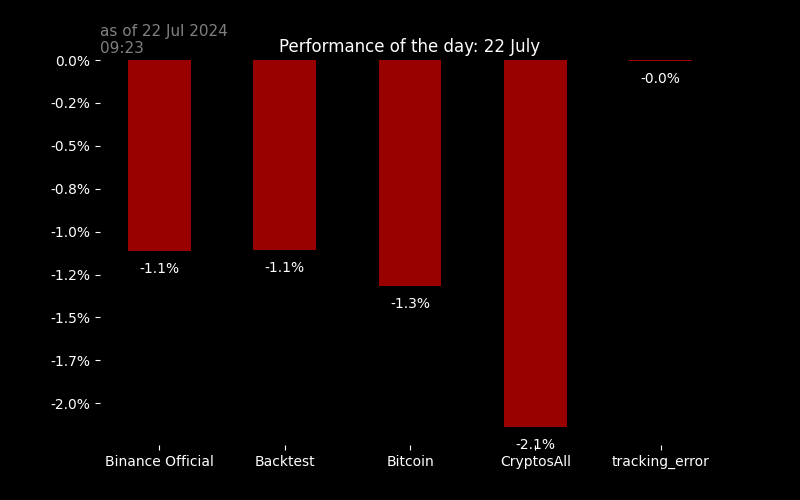 as of 22 Jul 2024
09:23
Performance of the day: 22 July
0.0%
-0.2%
-0.5%
-0.8%
-1.0%
-1.2%
-1.5%
-1.7%
-2.0%
-1.1%
-1.1%
-1.3%
-2.1%
-0.0%
Binance Official
Backtest
Bitcoin
CryptosAll
tracking_error